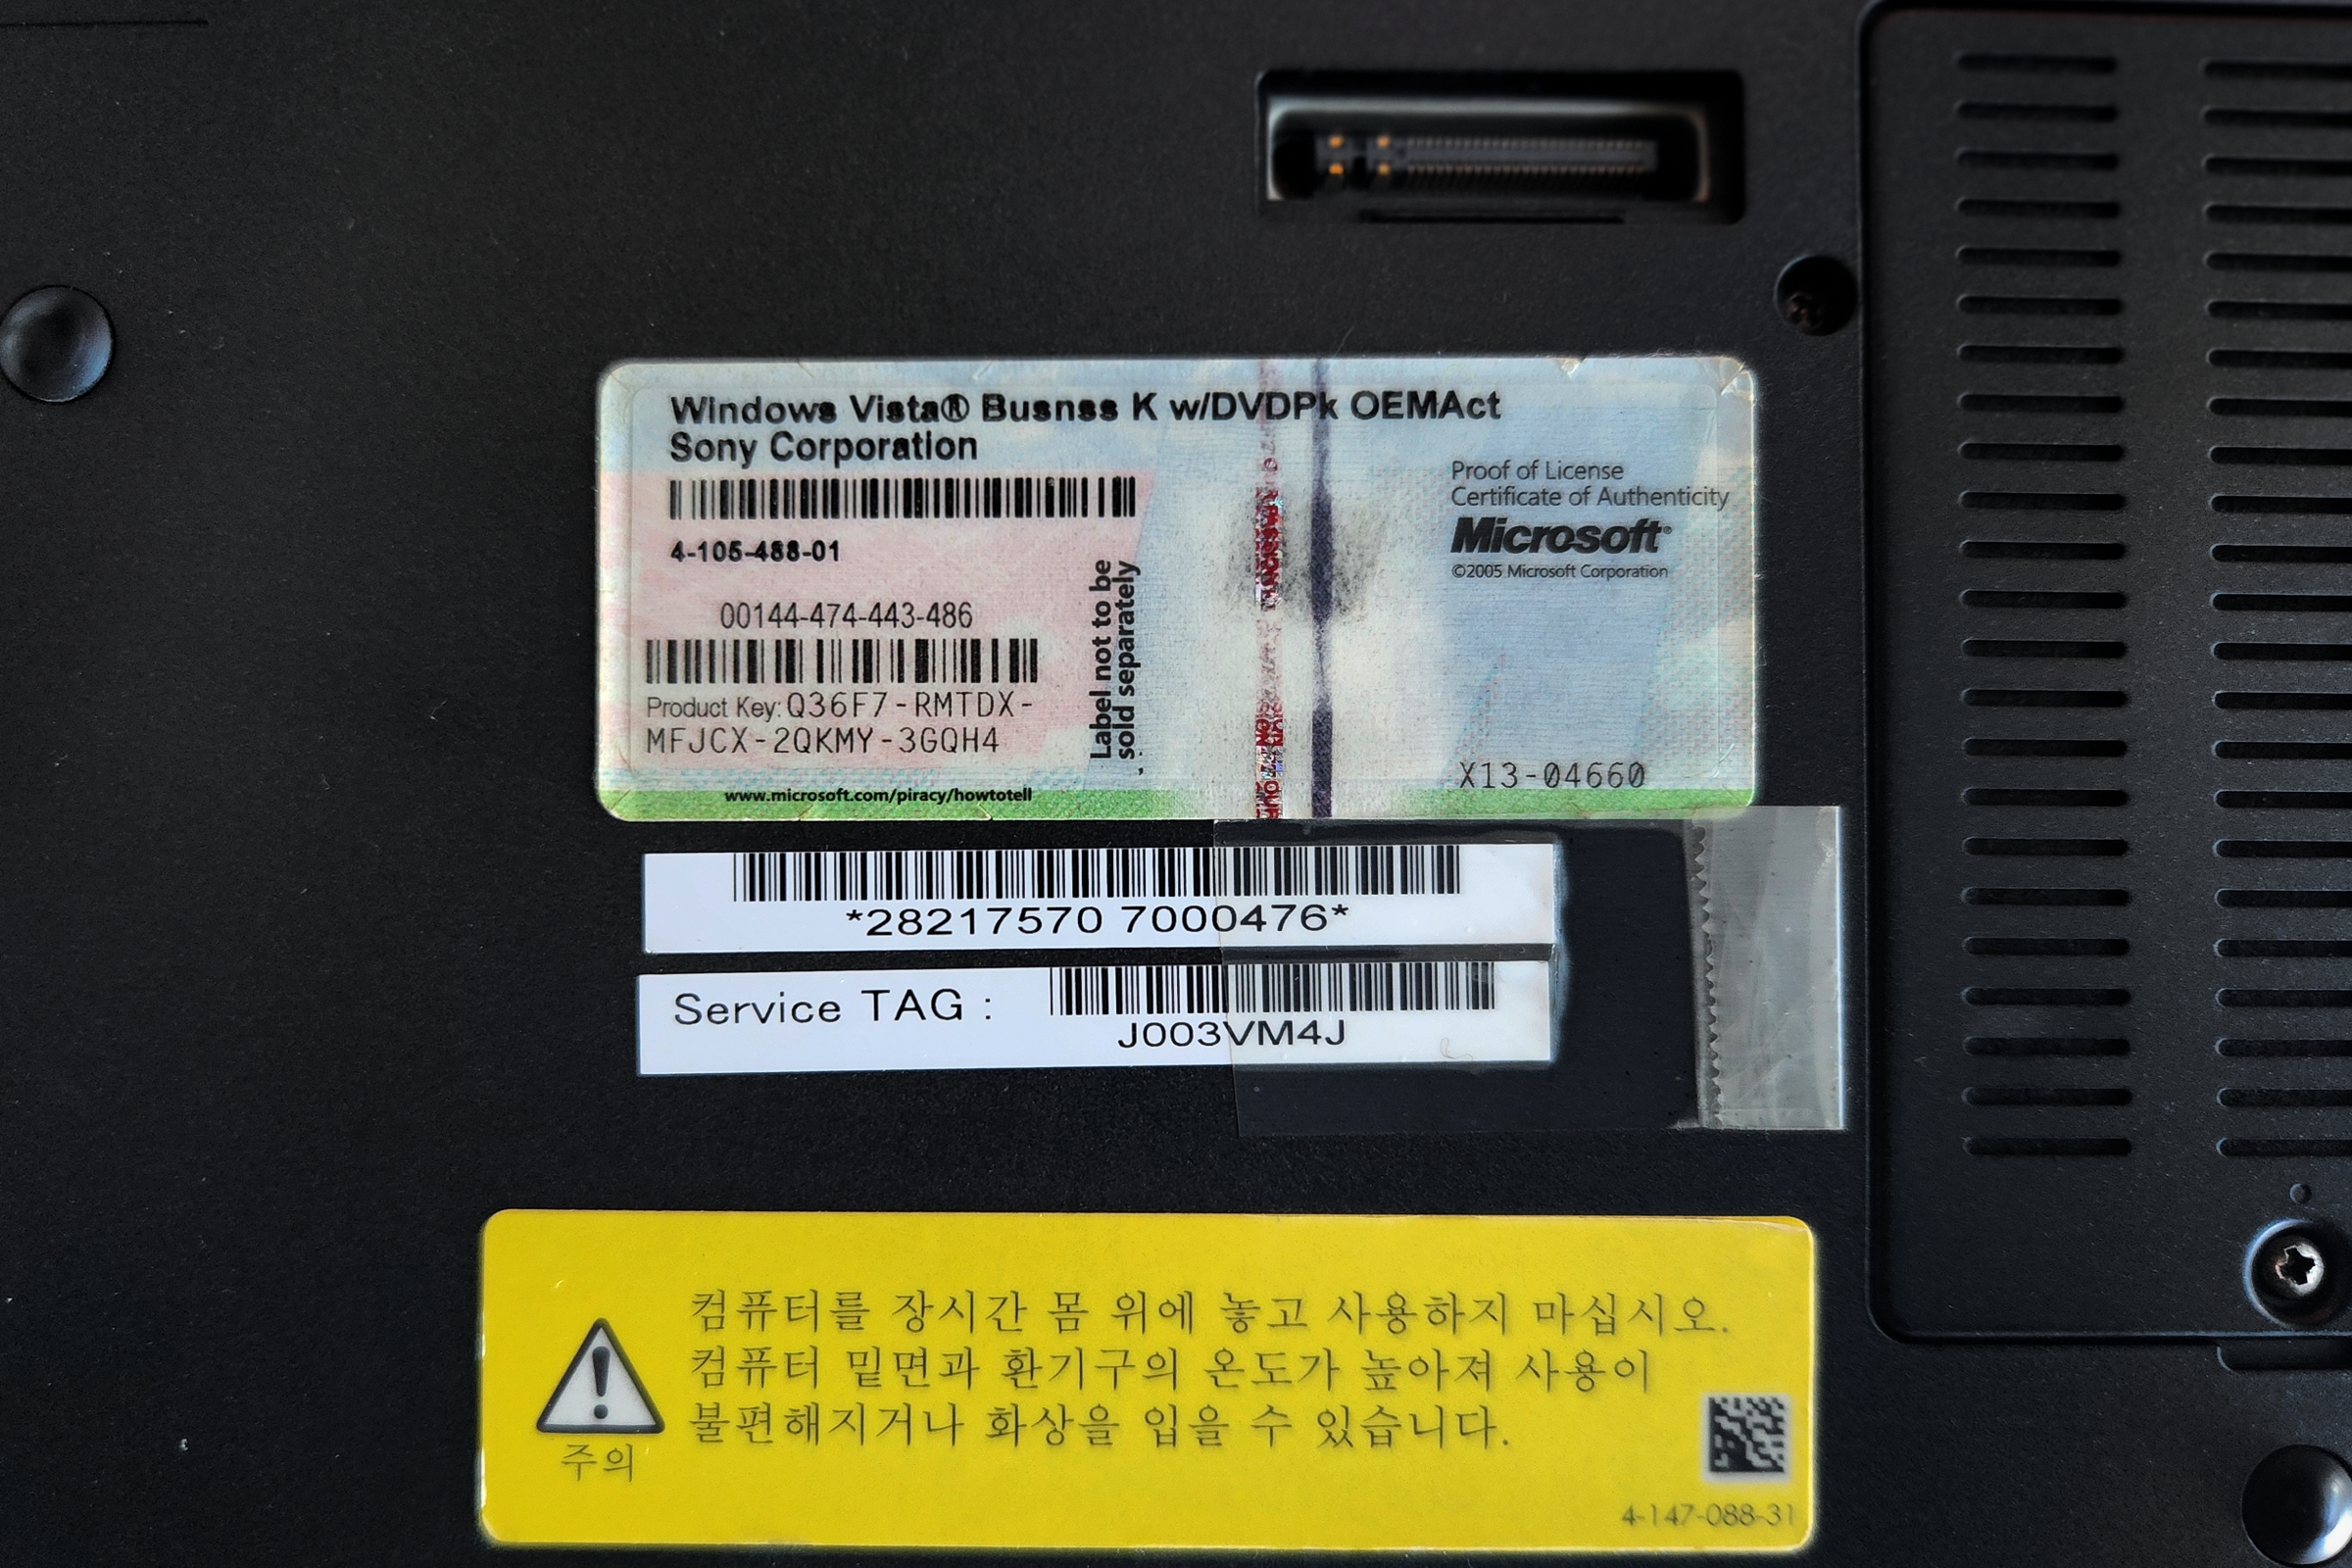 Windows Vista® Busnss K w/DVDPk OEMAct
Sony Corporation
4-105-488-01
Proof of License
Certificate of Authenticity
Microsoft®
©2005 Microsoft Corporation
00144-474-443-486
Product Key: Q36F7-RMTDX-
MFJCX-2QKMY-3GQH4
Label not to be
sold separately
X13-04660
www.microsoft.com/piracy/howtotell
*28217570 7000476*
Service TAG :
J003VM4J
컴퓨터를 장시간 몸 위에 놓고 사용하지 마십시오.
컴퓨터 밑면과 환기구의 온도가 높아져 사용이
불편해지거나 화상을 입을 수 있습니다.
주의
4-147-088-31